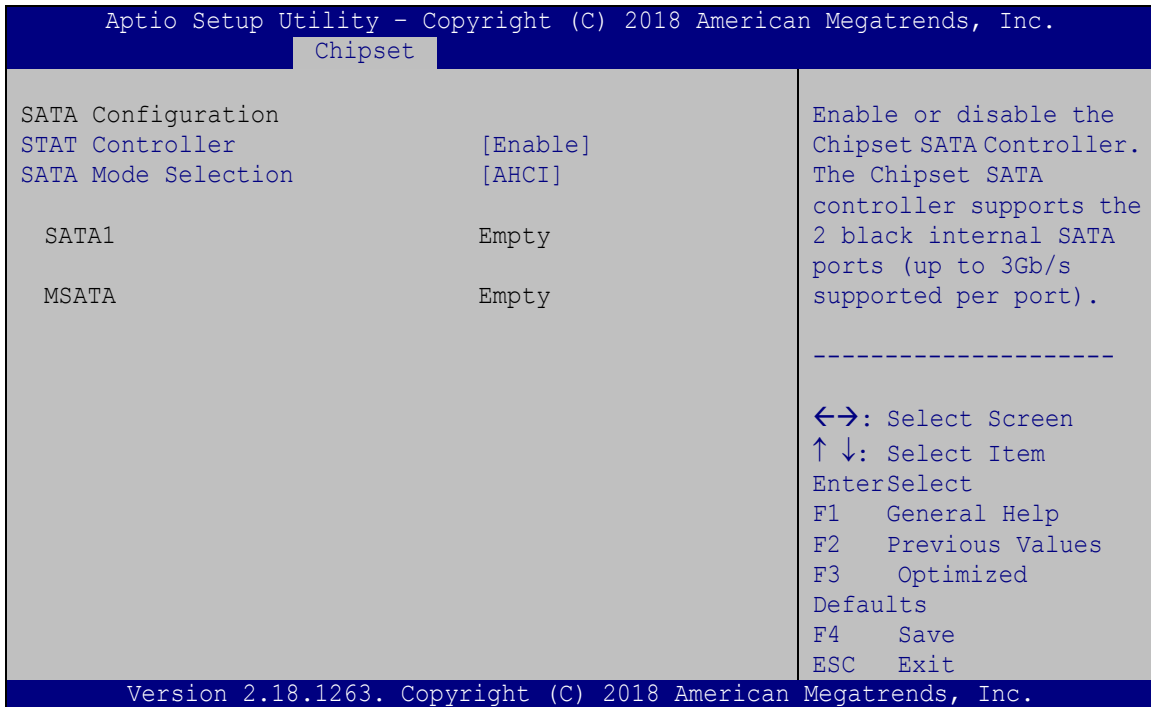 Aptio Setup Utility – Copyright (C) 2018 American Megatrends, Inc.
Chipset
SATA Configuration
STAT Controller [Enable]
SATA Mode Selection [AHCI]
SATA1 Empty
MSATA Empty
Enable or disable the
Chipset SATA Controller.
The Chipset SATA
controller supports the
2 black internal SATA
ports (up to 3Gb/s
supported per port).
---------------------
←→: Select Screen
↑ ↓: Select Item
EnterSelect
F1 General Help
F2 Previous Values
F3 Optimized
Defaults
F4 Save
ESC Exit
Version 2.18.1263. Copyright (C) 2018 American Megatrends, Inc.